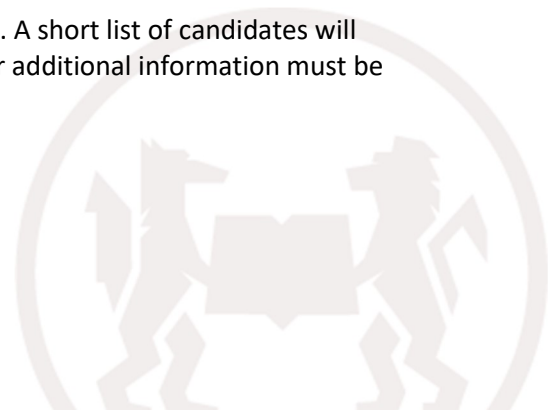 . A short list of candidates will
r additional information must be